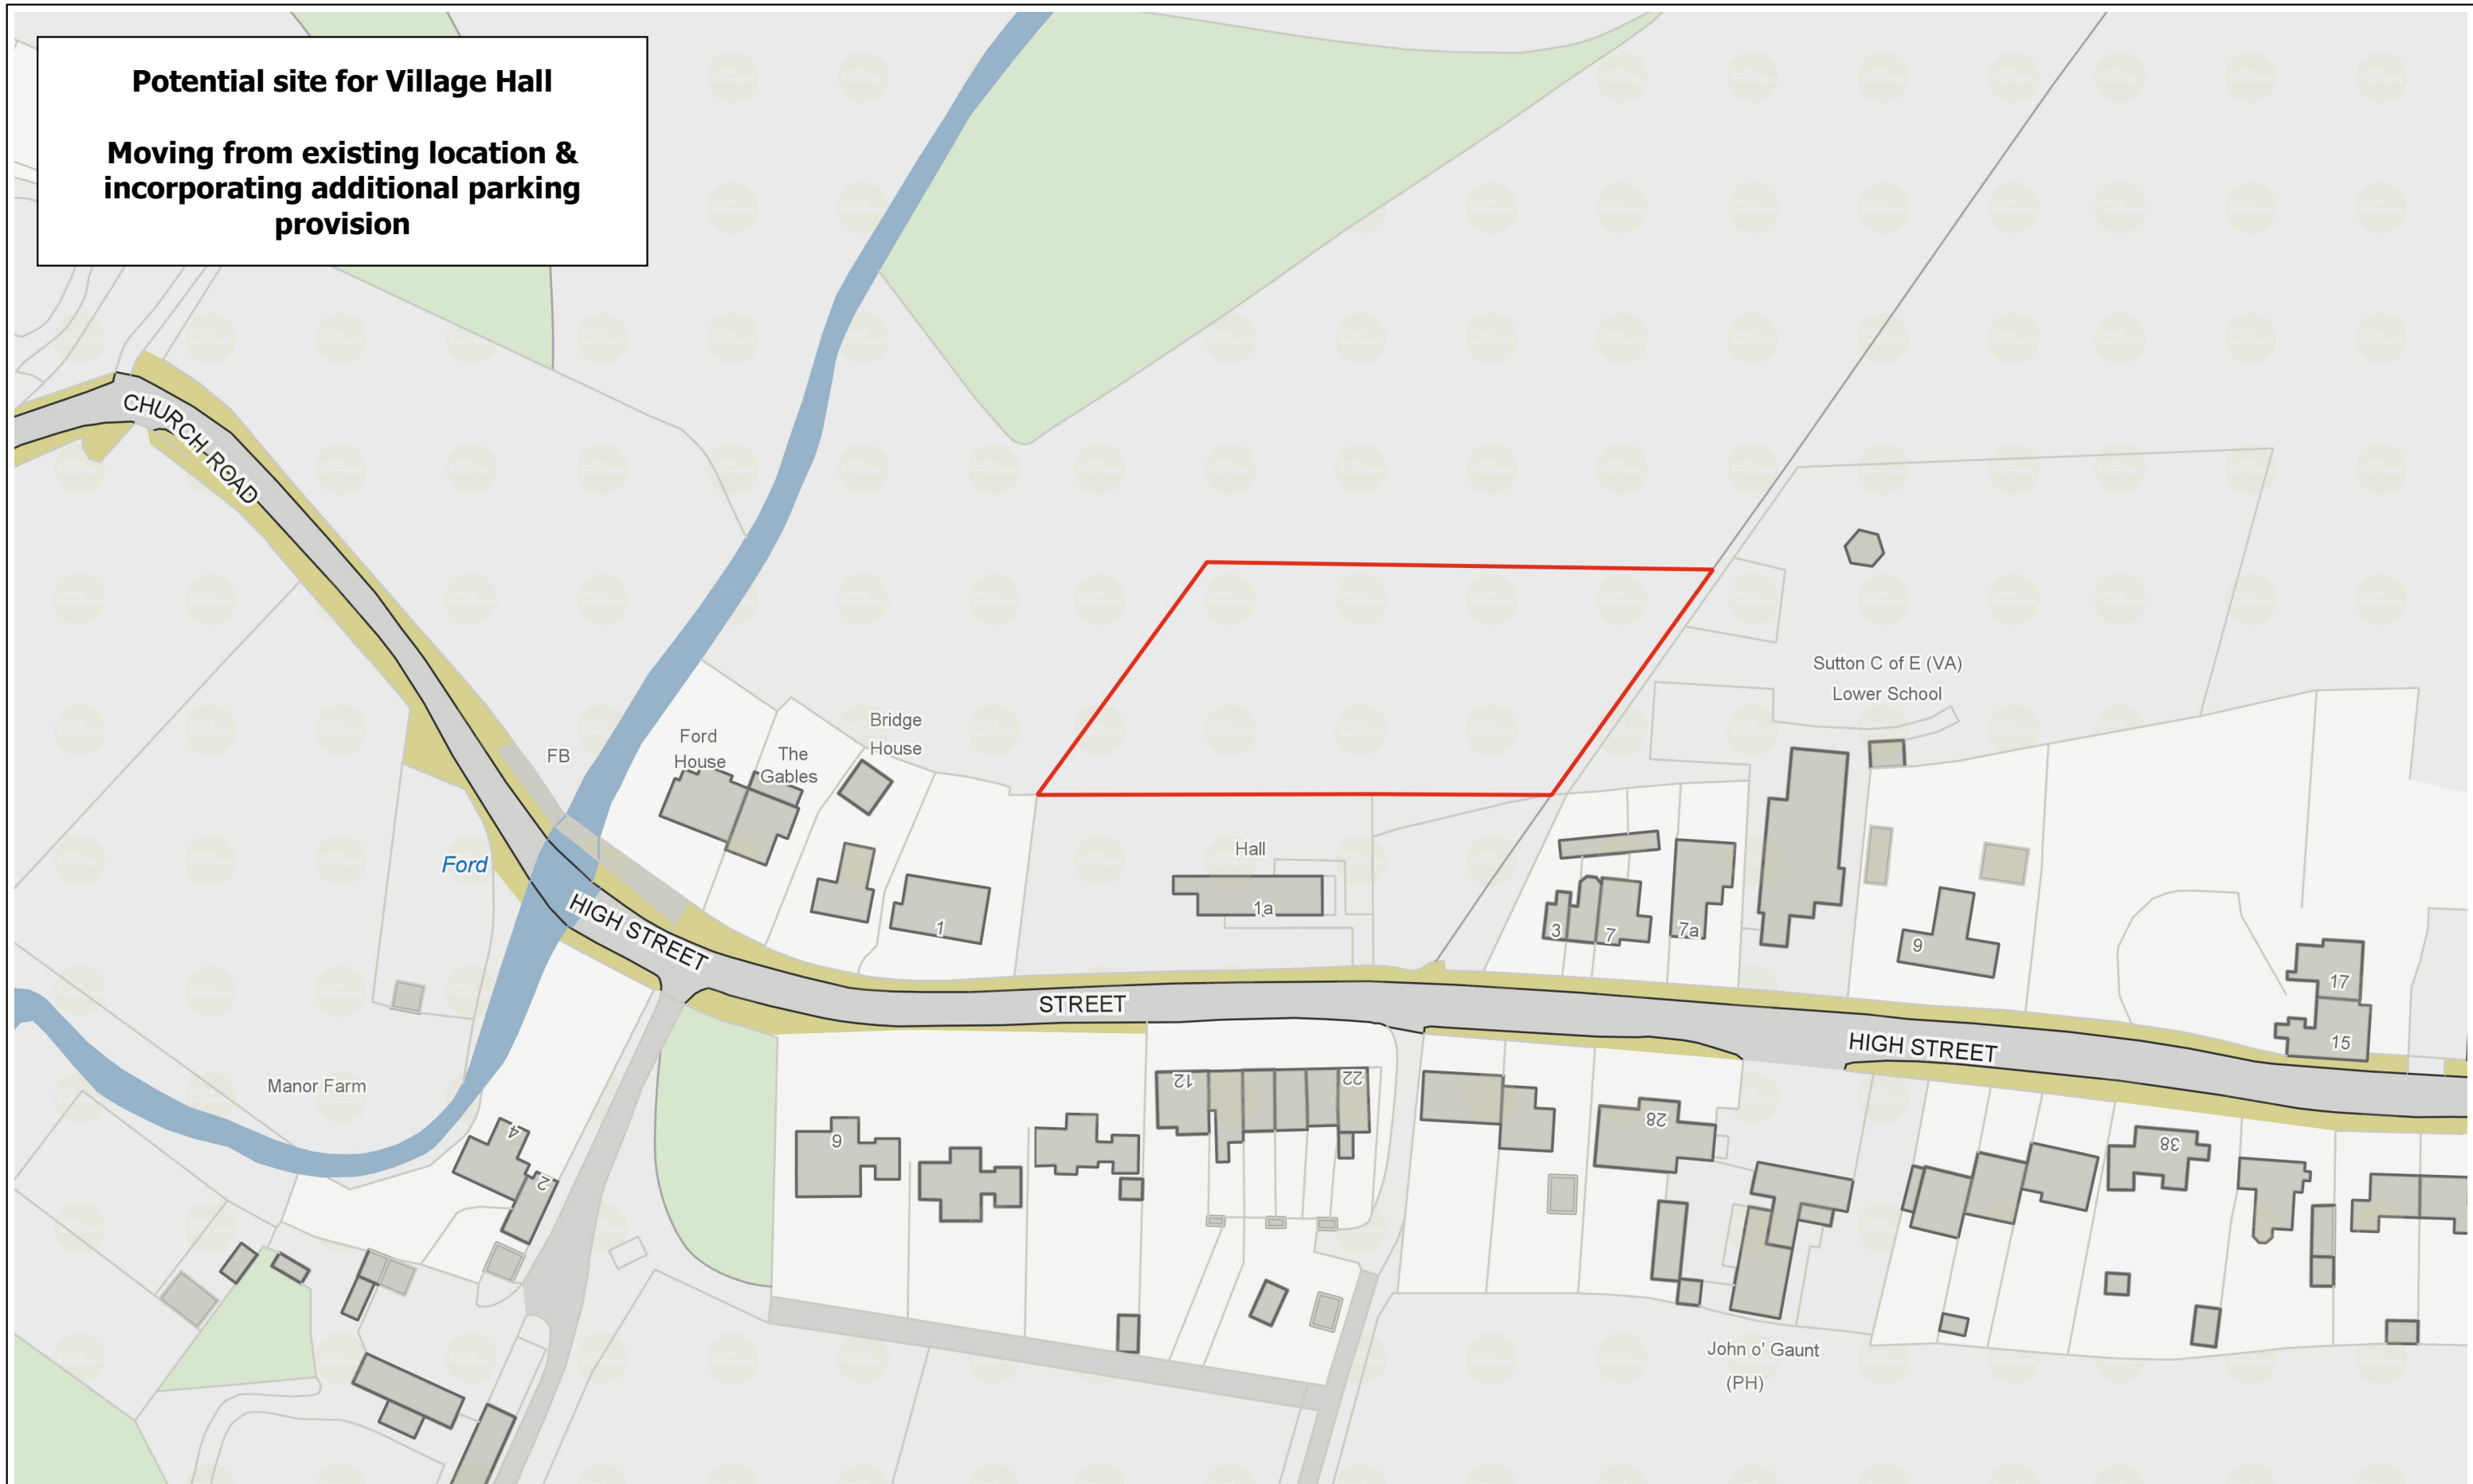 Potential site for Village Hall
Moving from existing location &
incorporating additional parking
provision
CHURCH ROAD
Sutton C of E (VA)
Lower School
Bridge
House
Ford
House
The
Gables
FB
Ford
Hall
1a
1
3
7
7a
9
17
15
HIGH STREET
STREET
HIGH STREET
Manor Farm
4
2
6
12
22
28
38
John o' Gaunt
(PH)